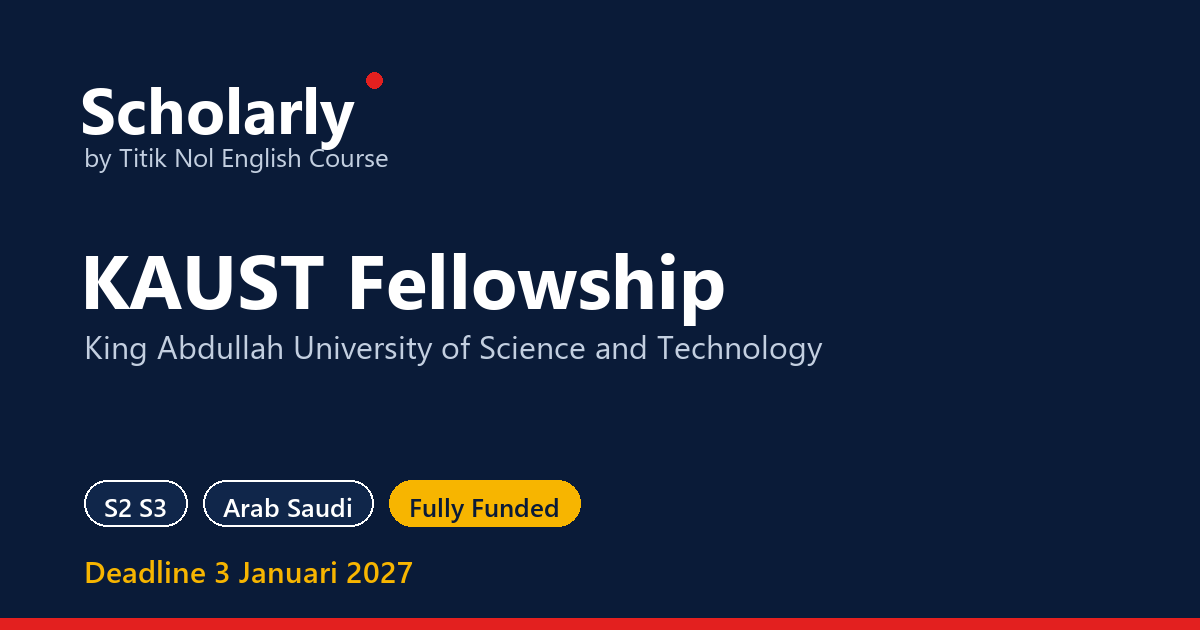 Scholarly
by Titik Nol English Course
KAUST Fellowship
King Abdullah University of Science and Technology
S2 S3
Arab Saudi
Fully Funded
Deadline 3 Januari 2027